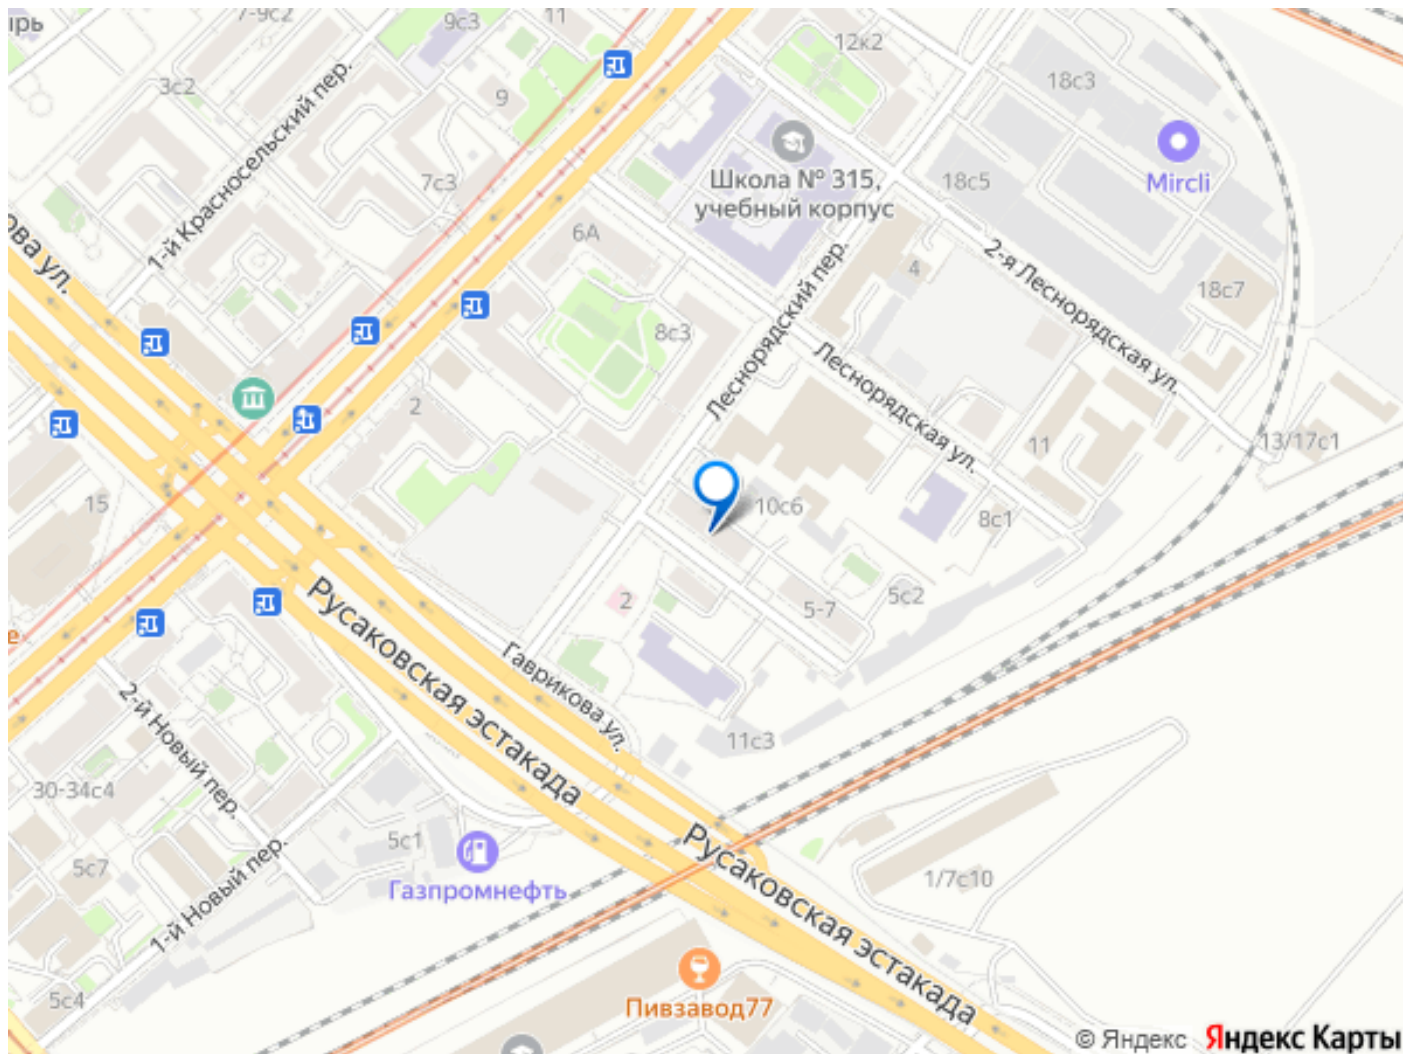 7-9с2
9с3
11
12к2
3с2
1-й Красносельский пер.
9
18с3
Mircli
7с3
Школа № 315,
учебный корпус
18с5
6А
4
2-я Леснорядская ул.
18с7
ова ул.
8с3
Леснорядский пер.
Леснорядская ул.
2
11
13/17с1
15
10с6
8с1
Русаковская эстакада
2
5-7
5с2
Гаврикова ул.
2-й Новый пер.
11с3
30-34с4
5с1
Газпромнефть
Русаковская эстакада
1/7с10
5с7
1-й Новый пер.
5с4
Пивзавод77
© Яндекс Яндекс Карты